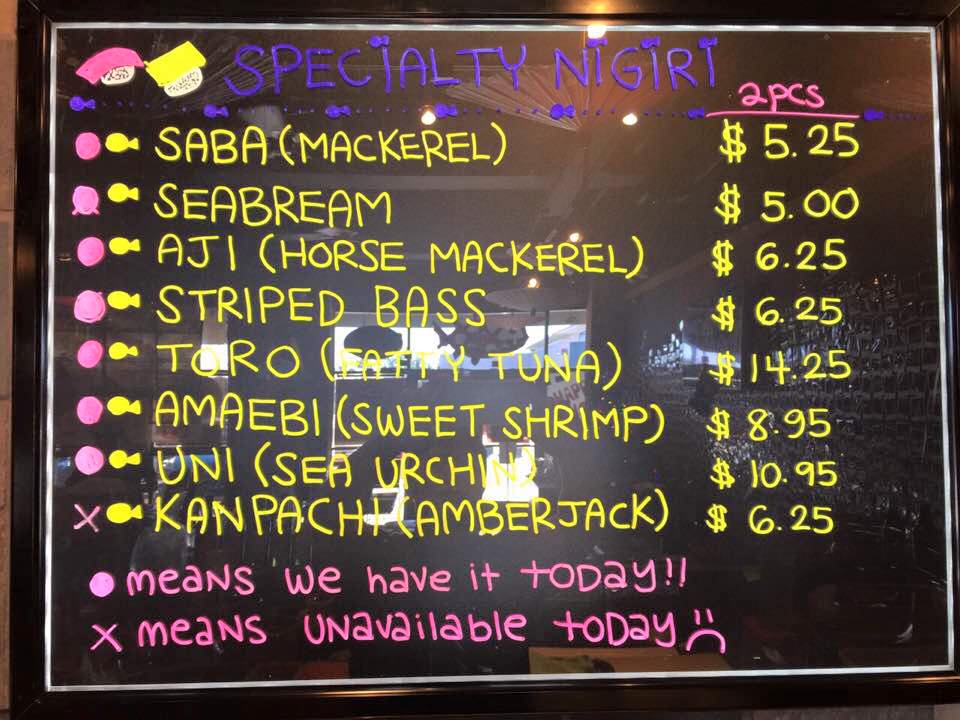 SPECIALTY NIGIRI
2pcs
SABA (MACKEREL) $ 5.25
SEABREAM $ 5.00
AJI (HORSE MACKEREL) $ 6.25
STRIPED BASS $ 6.25
TORO (FATTY TUNA) $ 14.25
AMAEBI (SWEET SHRIMP) $ 8.95
UNI (SEA URCHIN) $ 10.95
X KANPACHI (AMBERJACK) $ 6.25
means we have it TODAY!!
X means UNavailable TODAY